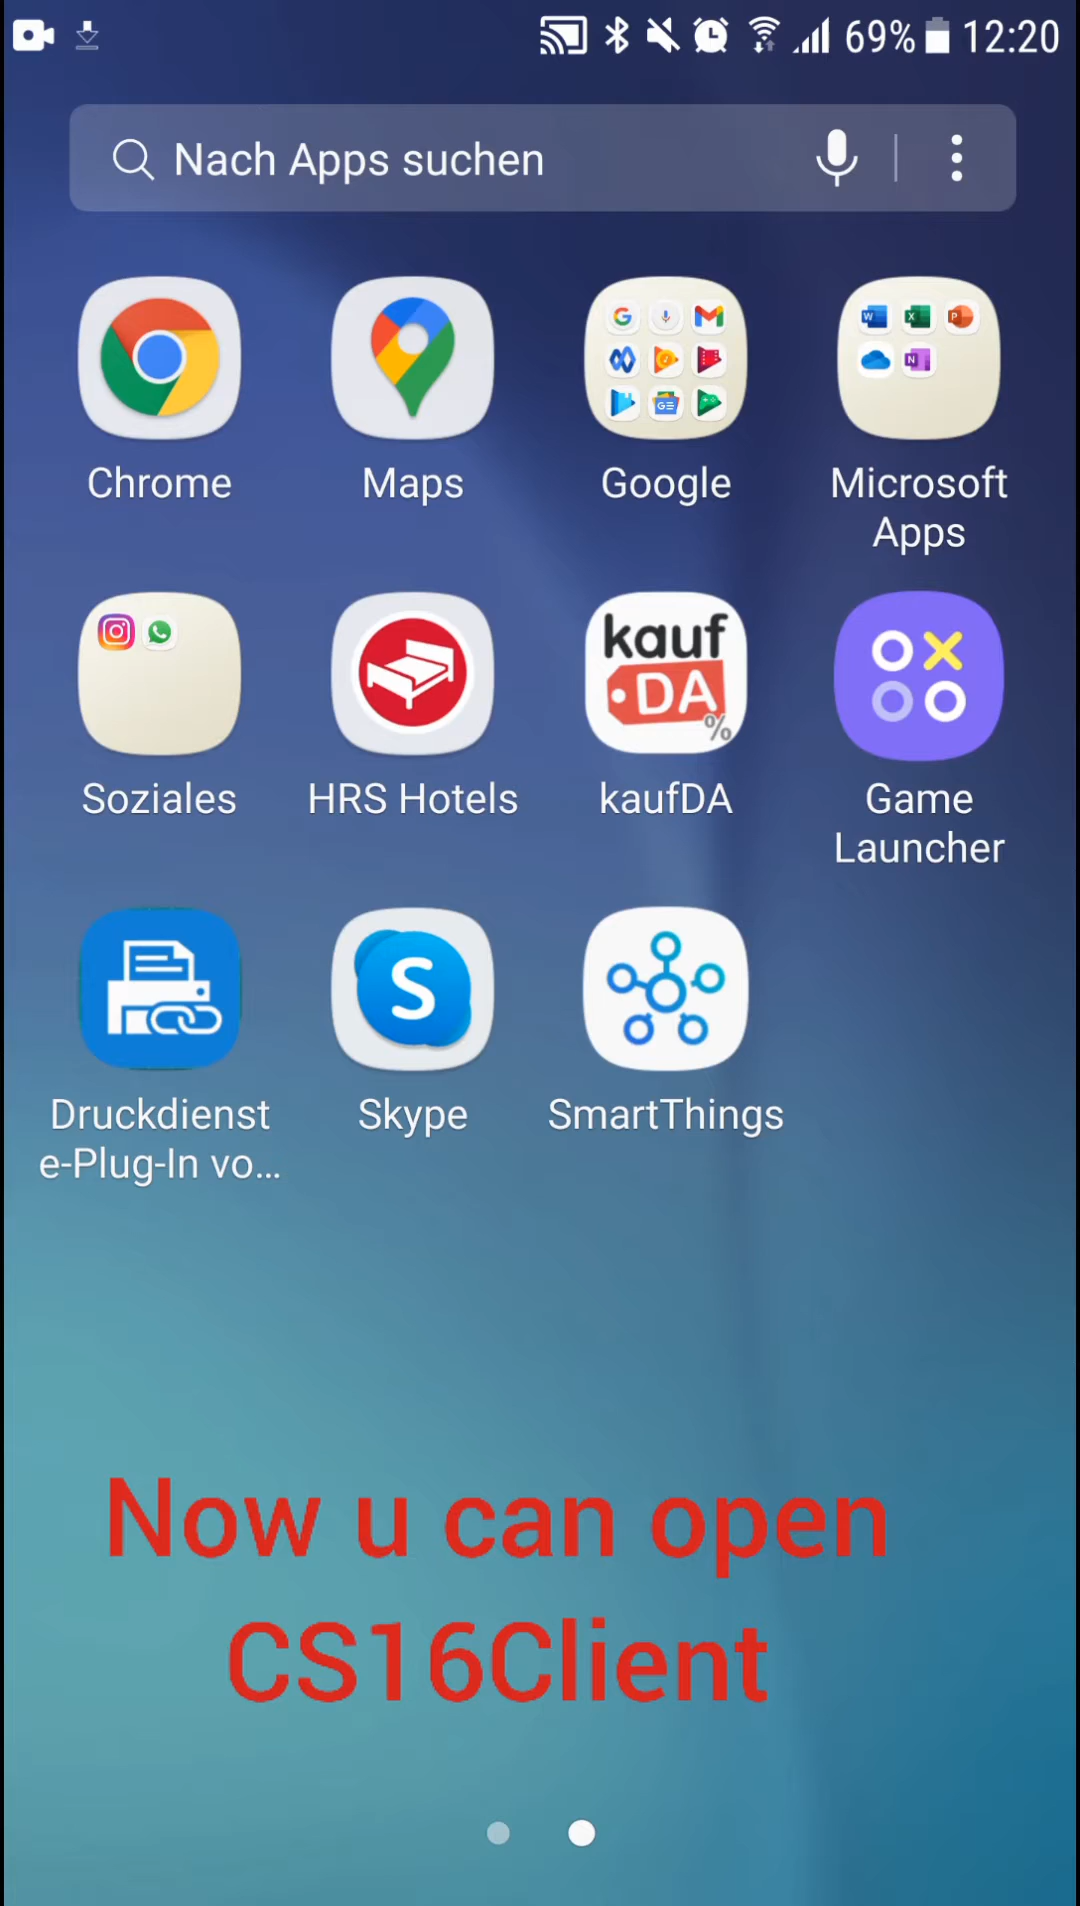 69% 12:20
Nach Apps suchen
Chrome Maps Google Microsoft
Apps
kauf
DA
%
Soziales HRS Hotels kaufDA Game
Launcher
S
Druckdienst Skype SmartThings
e-Plug-In vo...
Now u can open
CS16Client